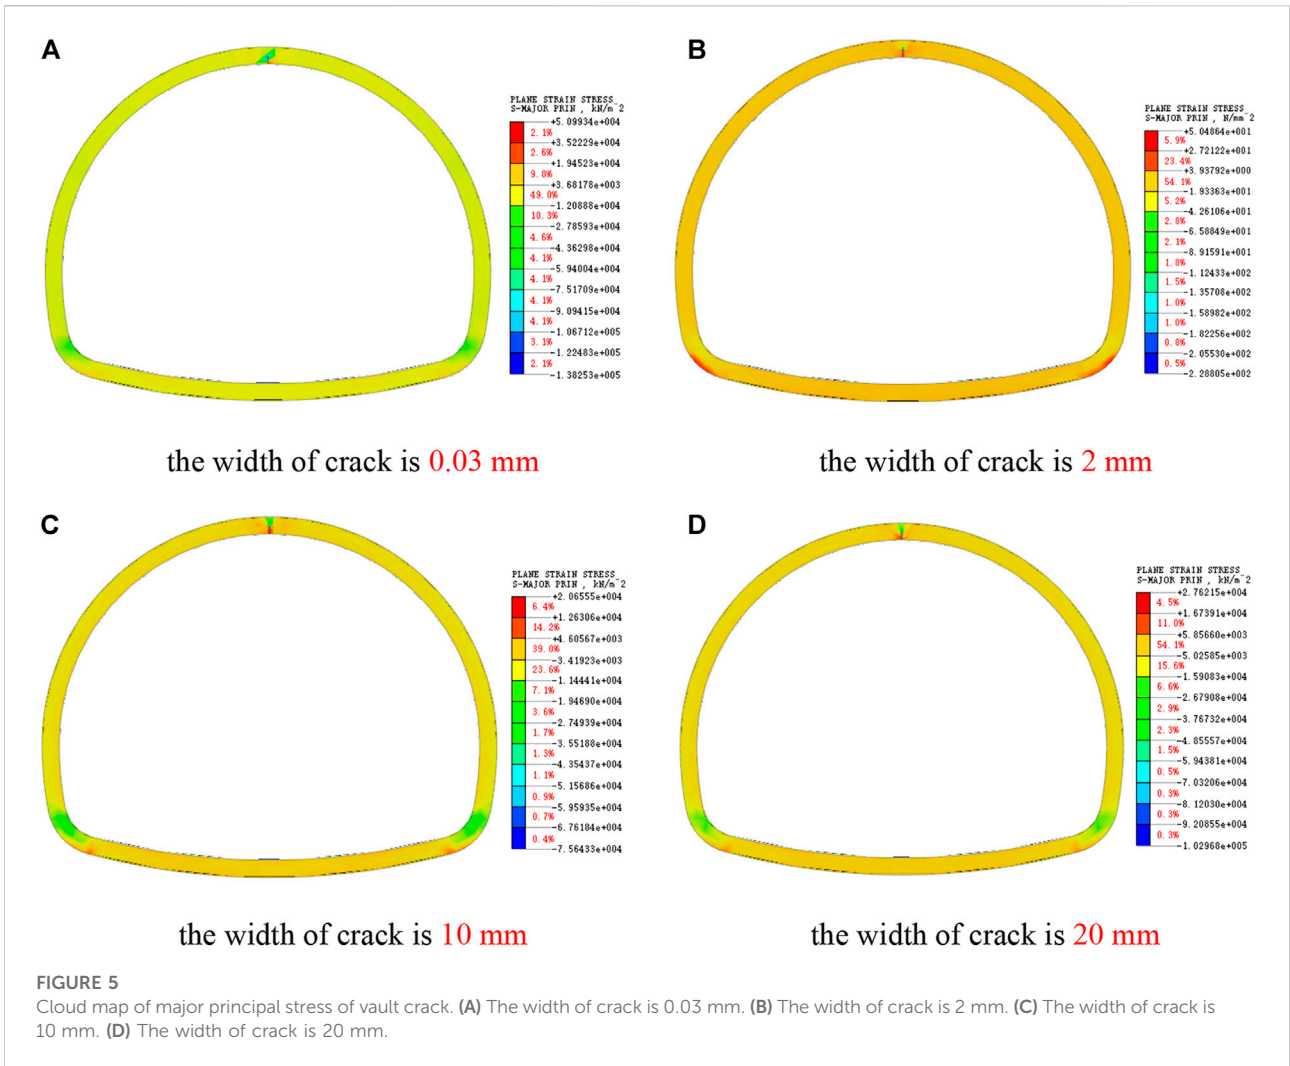 A
PLANE STRAIN STRESS
S-MAJOR PRIN , kN/m^2
+5.09934e+004
2.1%
+3.52229e+004
2.6%
+1.94523e+004
9.8%
+3.68178e+003
49.0%
-1.20888e+004
10.3%
-2.78593e+004
4.6%
-4.36298e+004
4.1%
-5.94004e+004
4.1%
-7.51709e+004
4.1%
-9.09415e+004
4.1%
-1.06712e+005
3.1%
-1.22483e+005
2.1%
-1.38253e+005
the width of crack is 0.03 mm
B
PLANE STRAIN STRESS
S-MAJOR PRIN , N/mm^2
+5.04864e+001
5.9%
+2.72122e+001
23.4%
+3.93792e+000
54.1%
-1.93363e+001
5.2%
-4.26106e+001
2.8%
-6.58849e+001
2.1%
-8.91591e+001
1.8%
-1.12433e+002
1.5%
-1.35708e+002
1.0%
-1.58982e+002
1.0%
-1.82256e+002
0.8%
-2.05530e+002
0.5%
-2.28805e+002
the width of crack is 2 mm
C
PLANE STRAIN STRESS
S-MAJOR PRIN , kN/m^2
+2.06555e+004
6.4%
+1.26306e+004
14.2%
+4.60567e+003
39.0%
-3.41923e+003
23.6%
-1.14441e+004
7.1%
-1.94690e+004
3.6%
-2.74939e+004
1.7%
-3.55188e+004
1.3%
-4.35437e+004
1.1%
-5.15686e+004
0.9%
-5.95935e+004
0.7%
-6.76184e+004
0.4%
-7.56433e+004
the width of crack is 10 mm
D
PLANE STRAIN STRESS
S-MAJOR PRIN , kN/m^2
+2.76215e+004
4.5%
+1.67391e+004
11.0%
+5.85660e+003
54.1%
-5.02585e+003
15.6%
-1.59083e+004
6.6%
-2.67908e+004
2.9%
-3.76732e+004
2.3%
-4.85557e+004
1.5%
-5.94381e+004
0.5%
-7.03206e+004
0.3%
-8.12030e+004
0.3%
-9.20855e+004
0.3%
-1.02968e+005
the width of crack is 20 mm
FIGURE 5
Cloud map of major principal stress of vault crack. (A) The width of crack is 0.03 mm. (B) The width of crack is 2 mm. (C) The width of crack is
10 mm. (D) The width of crack is 20 mm.